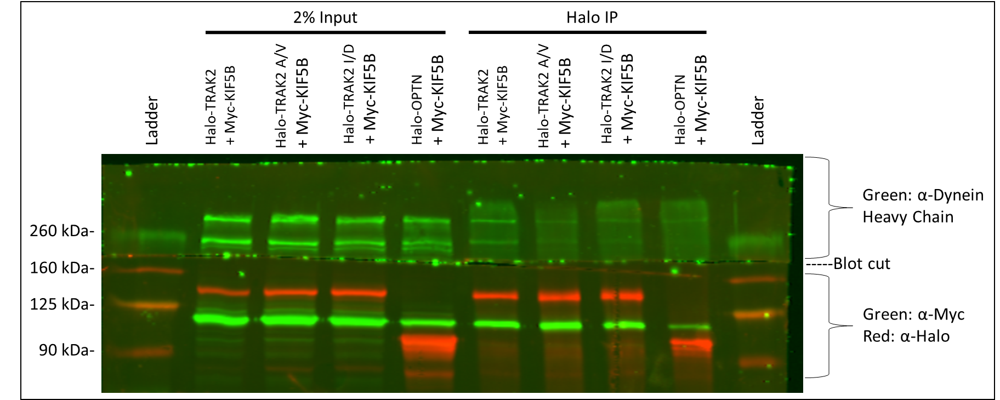 2% Input
Halo IP
Ladder
Halo-TRAK2
+ Myc-KIF5B
Halo-TRAK2 A/V
+ Myc-KIF5B
Halo-TRAK2 I/D
+ Myc-KIF5B
Halo-OPTN
+ Myc-KIF5B
Halo-TRAK2
+ Myc-KIF5B
Halo-TRAK2 A/V
+ Myc-KIF5B
Halo-TRAK2 I/D
+ Myc-KIF5B
Halo-OPTN
+ Myc-KIF5B
Ladder
260 kDa-
160 kDa-
125 kDa-
90 kDa-
Green: α-Dynein
Heavy Chain
-----Blot cut
Green: α-Myc
Red: α-Halo